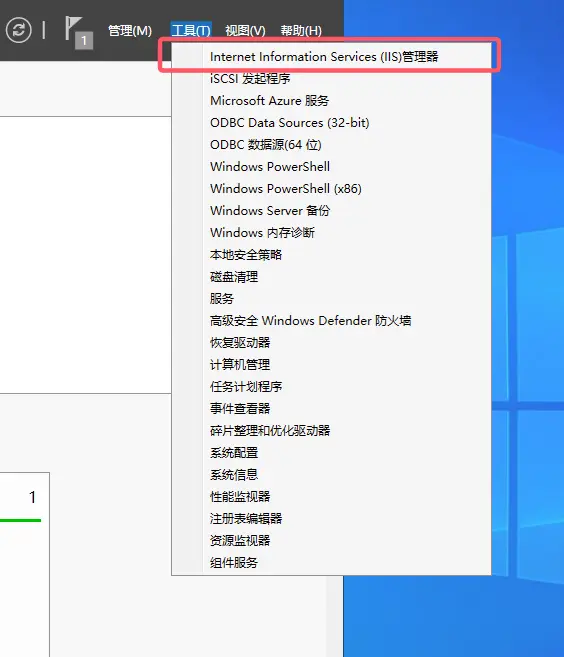 1
管理(M) 工具(T) 视图(V) 帮助(H)
Internet Information Services (IIS)管理器
iSCSI 发起程序
Microsoft Azure 服务
ODBC Data Sources (32-bit)
ODBC 数据源(64 位)
Windows PowerShell
Windows PowerShell (x86)
Windows Server 备份
Windows 内存诊断
本地安全策略
磁盘清理
服务
高级安全 Windows Defender 防火墙
恢复驱动器
计算机管理
任务计划程序
事件查看器
碎片整理和优化驱动器
系统配置
系统信息
性能监视器
注册表编辑器
资源监视器
组件服务
1